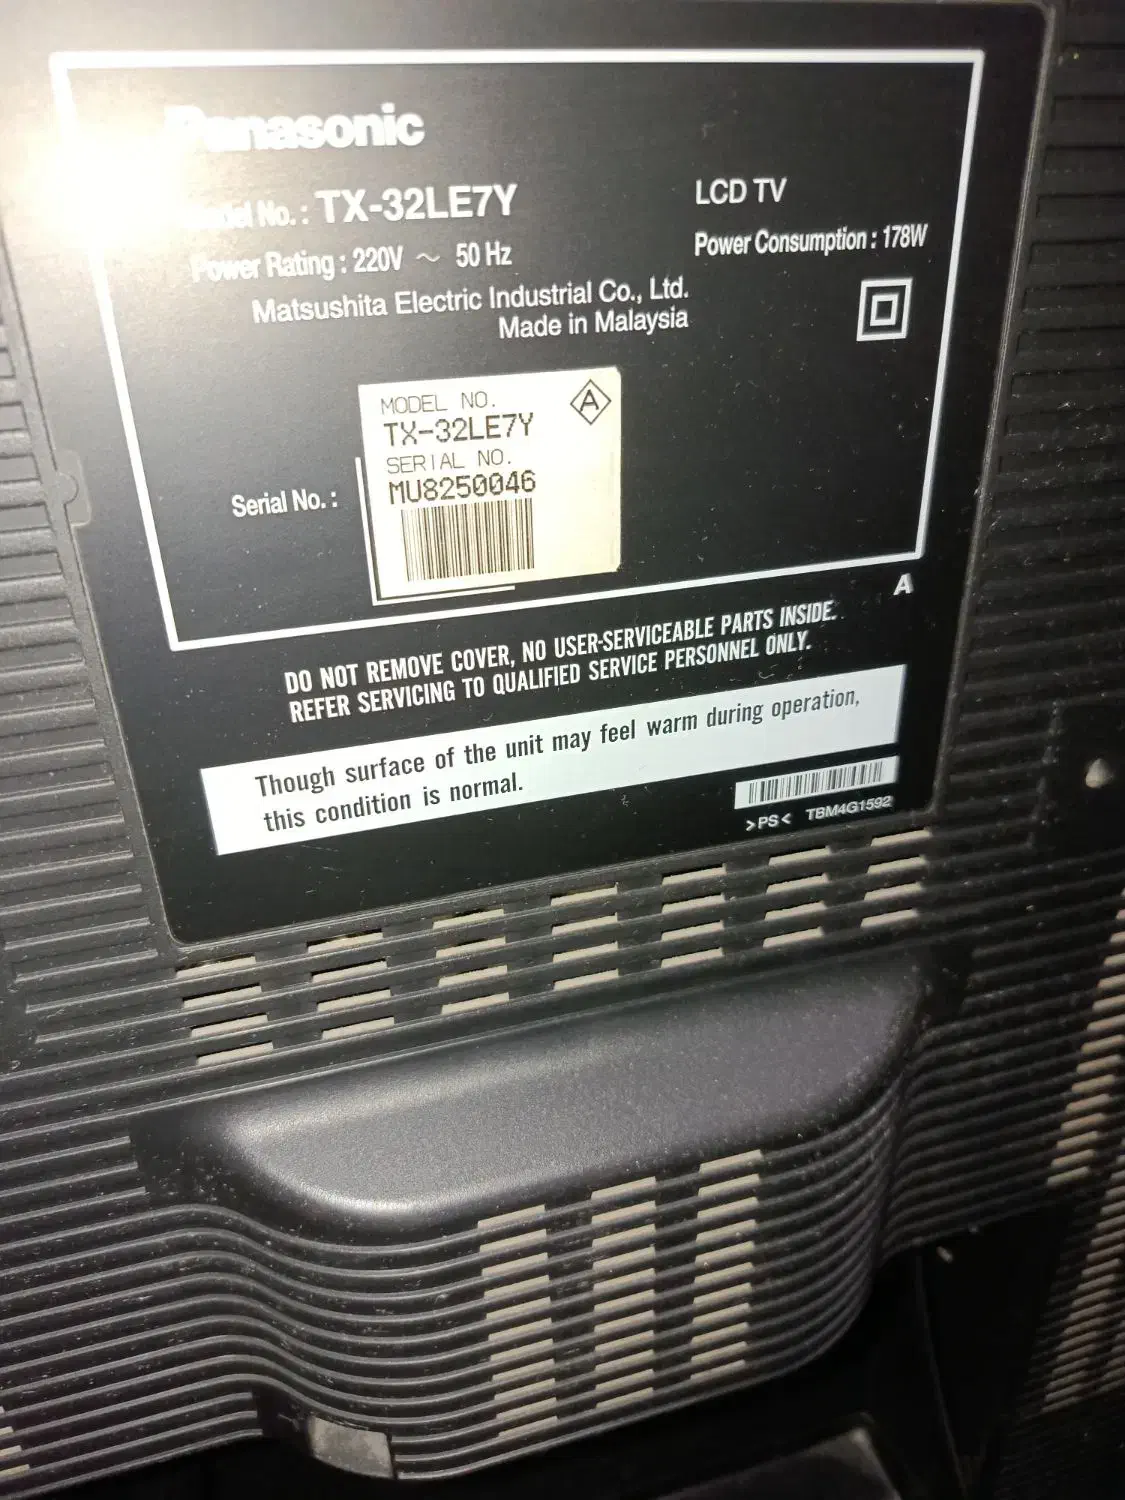 Panasonic
Model No. : TX-32LE7Y
LCD TV
Power Rating : 220V ~ 50 Hz
Power Consumption : 178W
Matsushita Electric Industrial Co., Ltd.
Made in Malaysia
MODEL NO.
A
TX-32LE7Y
SERIAL NO.
MU8250046
Serial No. :
A
DO NOT REMOVE COVER, NO USER-SERVICEABLE PARTS INSIDE.
REFER SERVICING TO QUALIFIED SERVICE PERSONNEL ONLY.
Though surface of the unit may feel warm during operation,
this condition is normal.
>PS< TBM4G1592